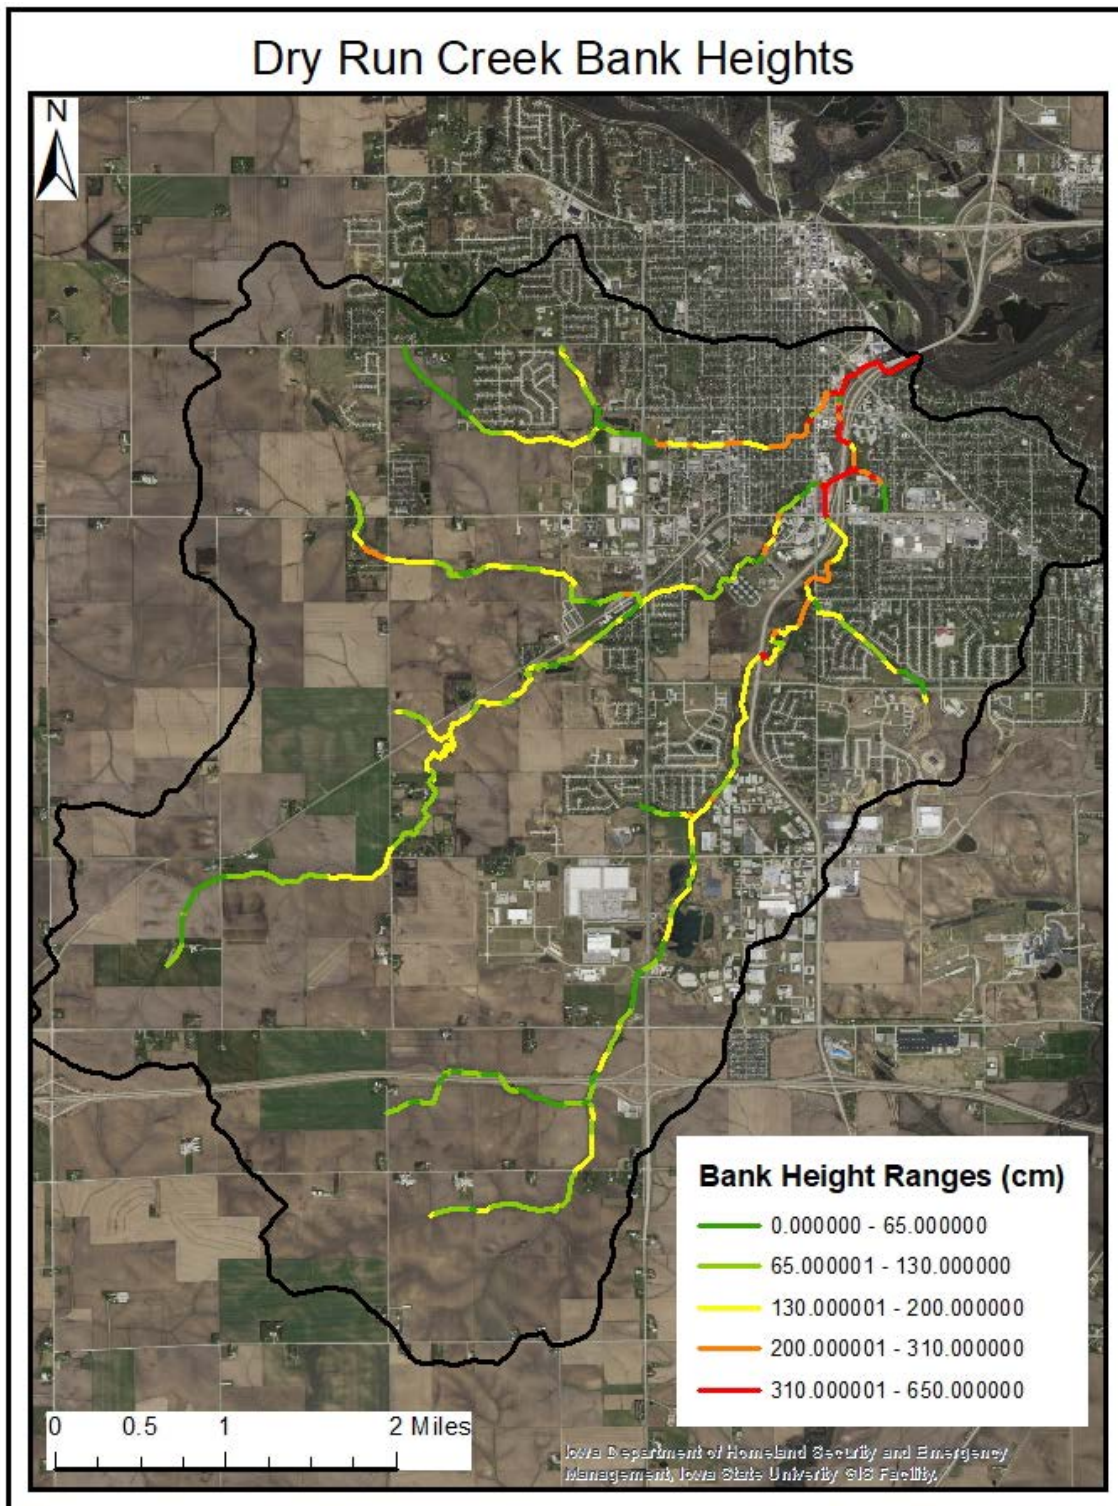 Dry Run Creek Bank Heights
N
Bank Height Ranges (cm)
0.000000 - 65.000000
65.000001 - 130.000000
130.000001 - 200.000000
200.000001 - 310.000000
310.000001 - 650.000000
0 0.5 1 2 Miles
Iowa Department of Homeland Security and Emergency
Management, Iowa State Univerity GIS Facility.